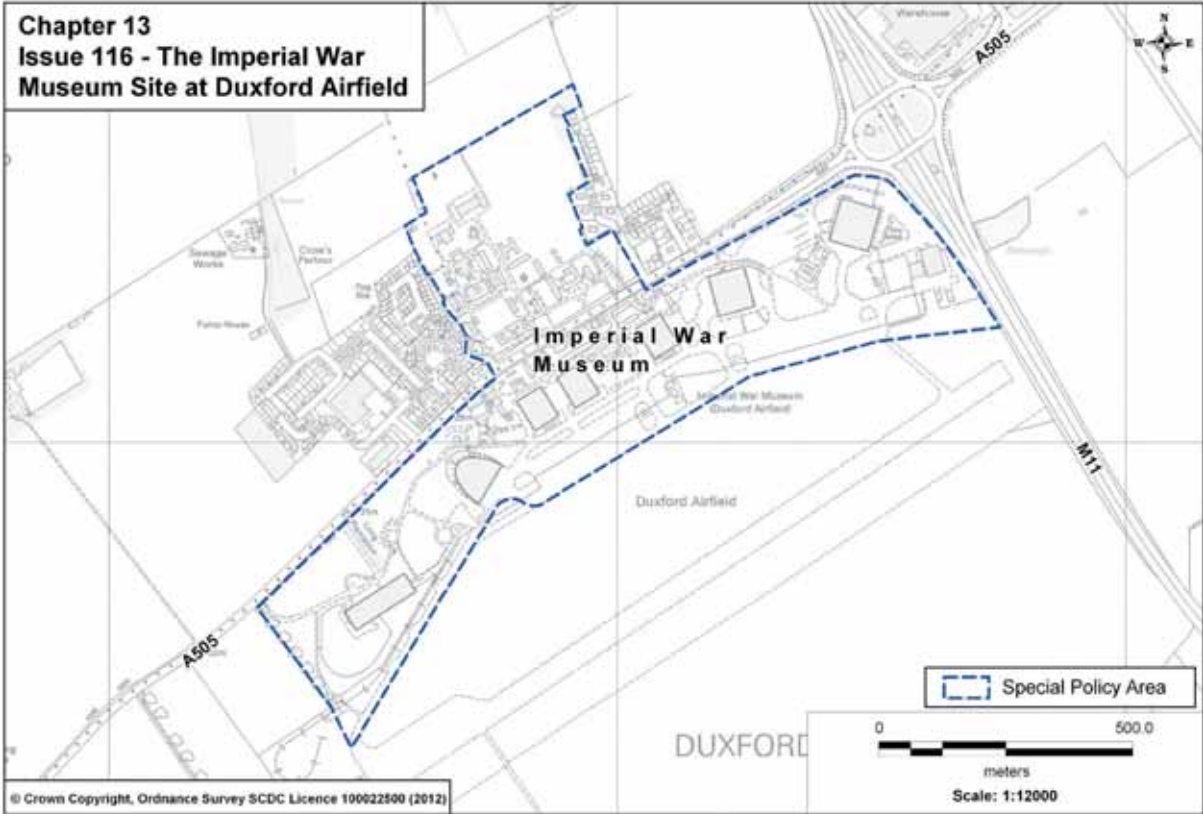 Chapter 13
Issue 116 - The Imperial War
Museum Site at Duxford Airfield
Warehouse
A505
N
W E
S
Sewage
Works
Imperial War
Museum
Imperial War Museum
(Duxford Airfield)
M11
Duxford Airfield
A505
Special Policy Area
DUXFORD
0 500.0
meters
Scale: 1:12000
© Crown Copyright, Ordnance Survey SCDC Licence 100022500 (2012)